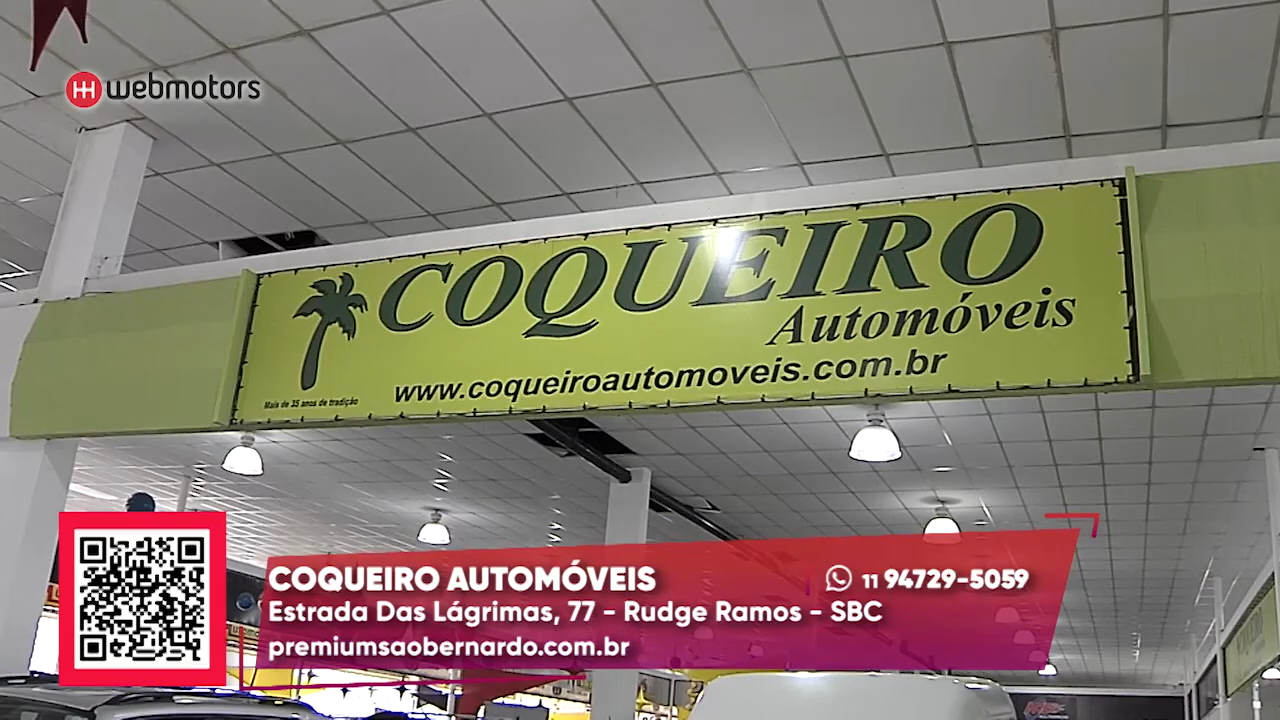 webmotors
COQUEIRO
Automóveis
www.coqueiroautomoveis.com.br
Mais de 35 anos de tradição
COQUEIRO AUTOMÓVEIS
11 94729-5059
Estrada Das Lágrimas, 77 - Rudge Ramos - SBC
premiumsaobernardo.com.br